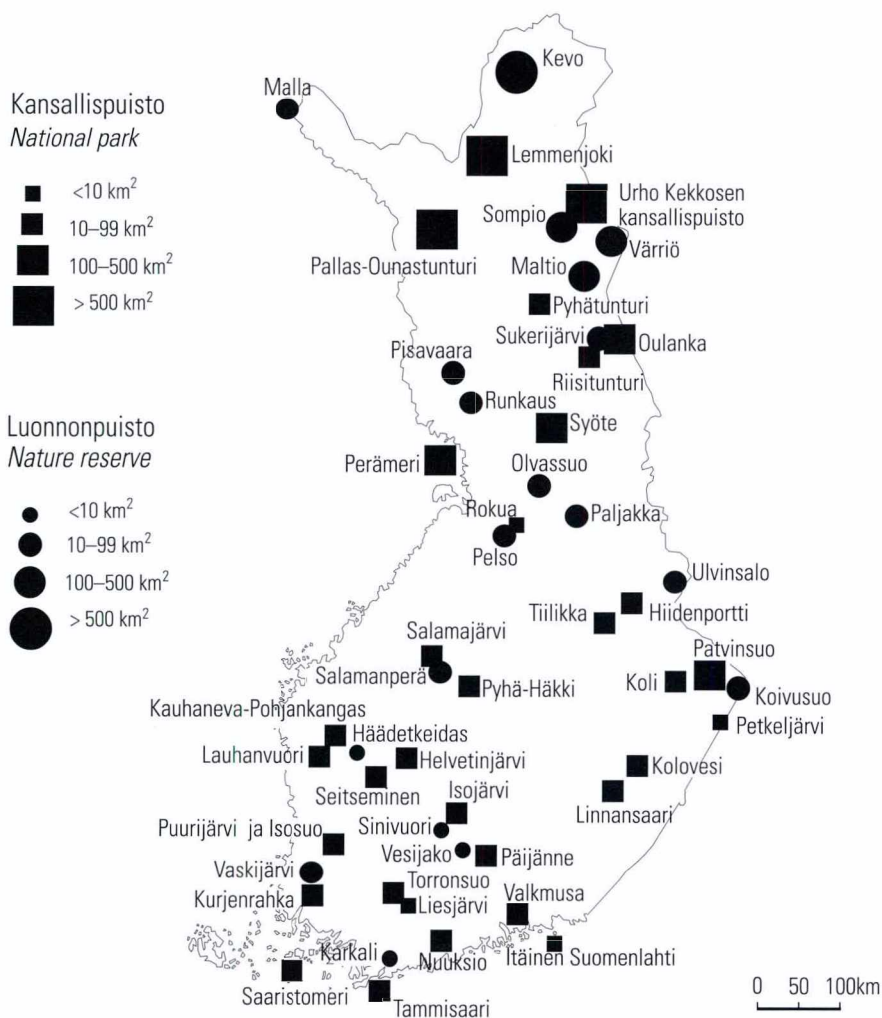 Kansallispuisto
National park
<10 km²
10–99 km²
100–500 km²
> 500 km²
Luonnonpuisto
Nature reserve
<10 km²
10–99 km²
100–500 km²
> 500 km²
Kevo
Malla
Lemmenjoki
Urho Kekkosen
kansallispuisto
Sompio
Värriö
Pallas-Ounastunturi
Maltio
Pyhätunturi
Sukerijärvi
Oulanka
Pisavaara
Riisitunturi
Runkaus
Syöte
Perämeri
Olvassuo
Rokua
Paljakka
Pelso
Ulvinsalo
Tiilikka
Hiidenportti
Salamajärvi
Patvinsuo
Salamanperä
Pyhä-Häkki
Koli
Koivusuo
Kauhaneva-Pohjankangas
Petkeljärvi
Häädetkeidas
Lauhanvuori
Helvetinjärvi
Kolovesi
Seitseminen
Isojärvi
Linnansaari
Puurijärvi ja Isosuo
Sinivuori
Vesijako
Päijänne
Vaskijärvi
Torronsuo
Valkmusa
Kurjenrahka
Liesjärvi
Karkali
Nuuksio
Itäinen Suomenlahti
Saaristomeri
Tammisaari
0 50 100km